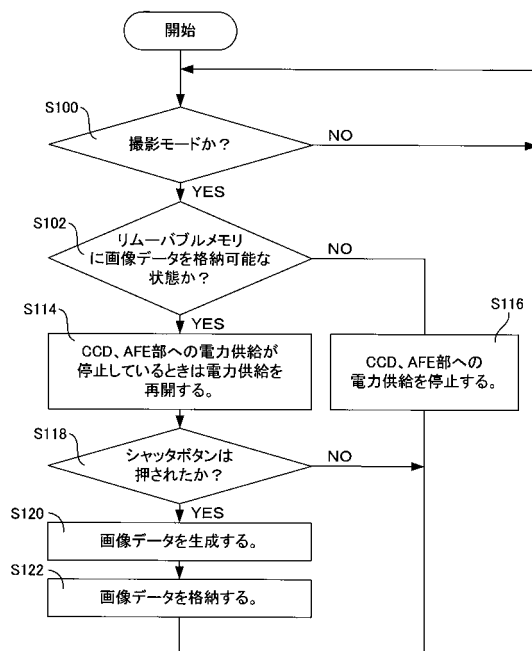 開始
S100
撮影モードか？
NO
YES
S102
リムーバブルメモリ
に画像データを格納可能な
状態か？
NO
YES
S114
CCD、AFE部への電力供給が
停止しているときは電力供給を
再開する。
S116
CCD、AFE部への
電力供給を停止する。
S118
シャッタボタンは
押されたか？
NO
YES
S120
画像データを生成する。
S122
画像データを格納する。